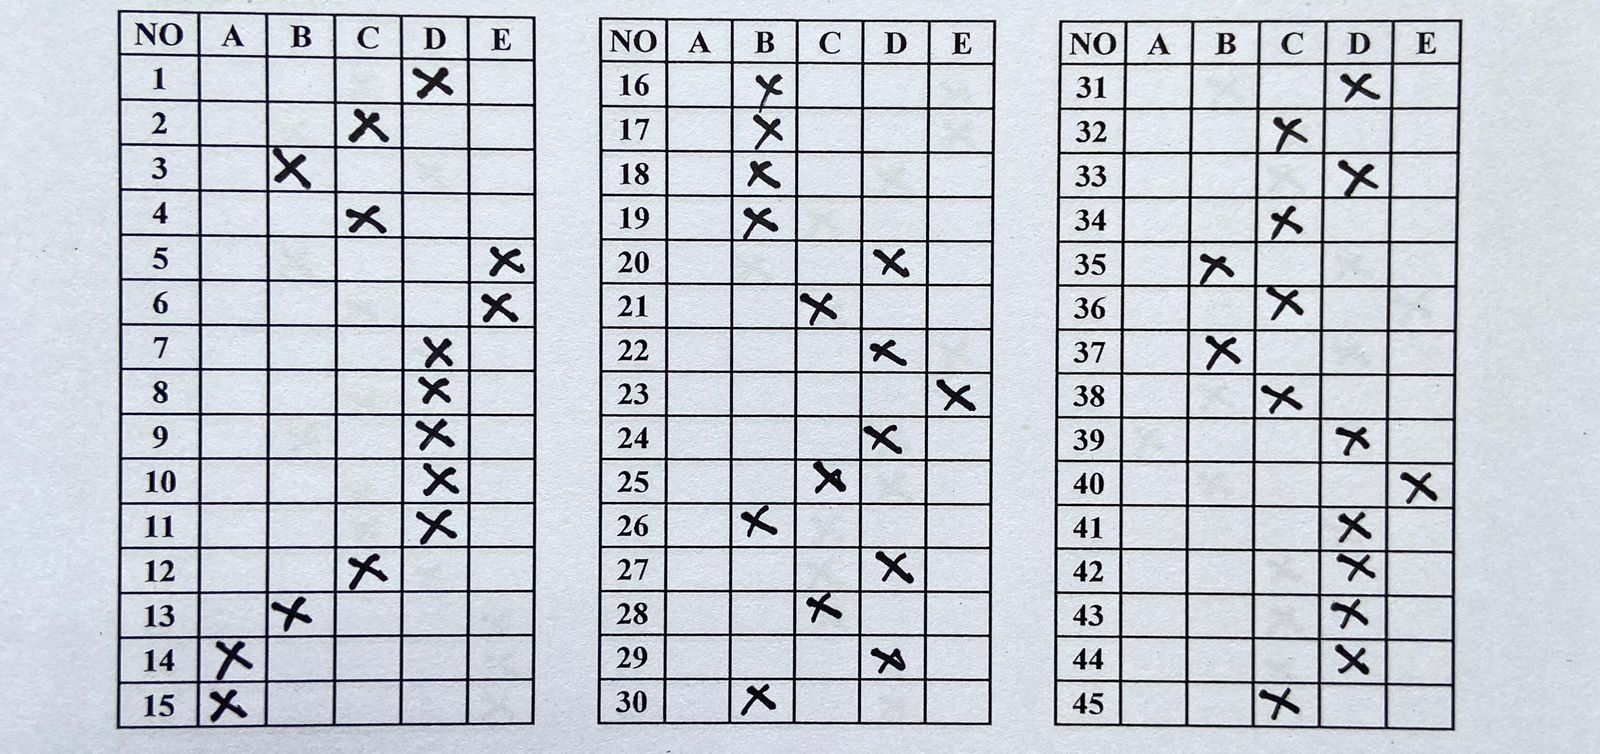 NO A B C D E
1 X
2 X
3 X
4 X
5 X
6 X
7 X
8 X
9 X
10 X
11 X
12 X
13 X
14 X
15 X
NO A B C D E
16 X
17 X
18 X
19 X
20 X
21 X
22 X
23 X
24 X
25 X
26 X
27 X
28 X
29 X
30 X
NO A B C D E
31 X
32 X
33 X
34 X
35 X
36 X
37 X
38 X
39 X
40 X
41 X
42 X
43 X
44 X
45 X